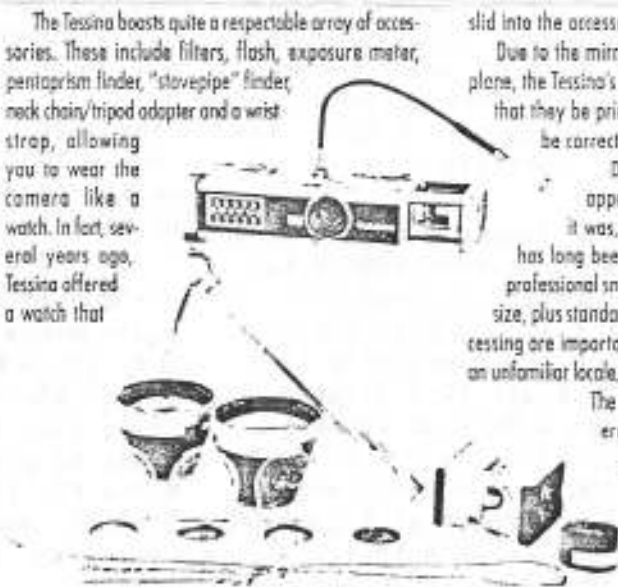 The Tessina boasts quite a respectable array of acces-
sories. These include filters, flash, exposure meter,
pentaprism finder, "stovepipe" finder,
neck chain/tripod adapter and a wrist
strap, allowing
you to wear the
camera like a
watch. In fact, sev-
eral years ago,
Tessina offered
a watch that
slid into the access
Due to the mirr
plane, the Tessina's
that they be pri
be correct
D
app
it was,
has long bee
professional sn
size, plus standa
cessing are importa
an unfamiliar locale,
The
er